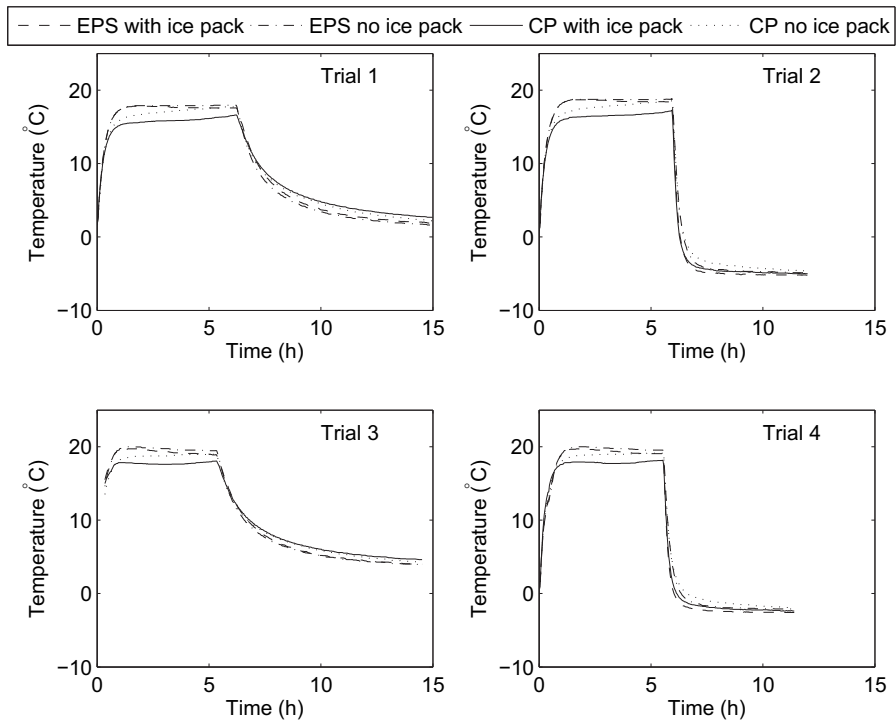 EPS with ice pack EPS no ice pack CP with ice pack CP no ice pack
Trial 1
Temperature (°C)
20
10
0
−10
0 5 10 15
Time (h)
Trial 2
Temperature (°C)
20
10
0
−10
0 5 10 15
Time (h)
Trial 3
Temperature (°C)
20
10
0
−10
0 5 10 15
Time (h)
Trial 4
Temperature (°C)
20
10
0
−10
0 5 10 15
Time (h)